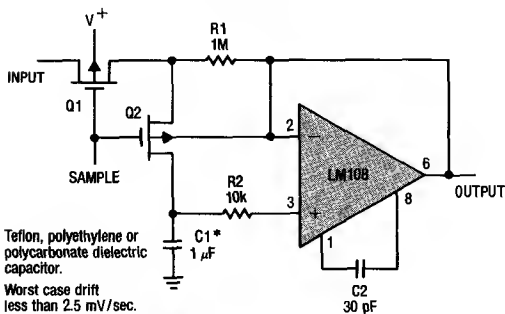 V+
R1
1M
INPUT
Q1
Q2
2
−
6
LM108
OUTPUT
SAMPLE
R2
10k
3
+
8
1
C1*
1 μF
C2
30 pF
Teflon, polyethylene or
polycarbonate dielectric
capacitor.
Worst case drift
less than 2.5 mV/sec.